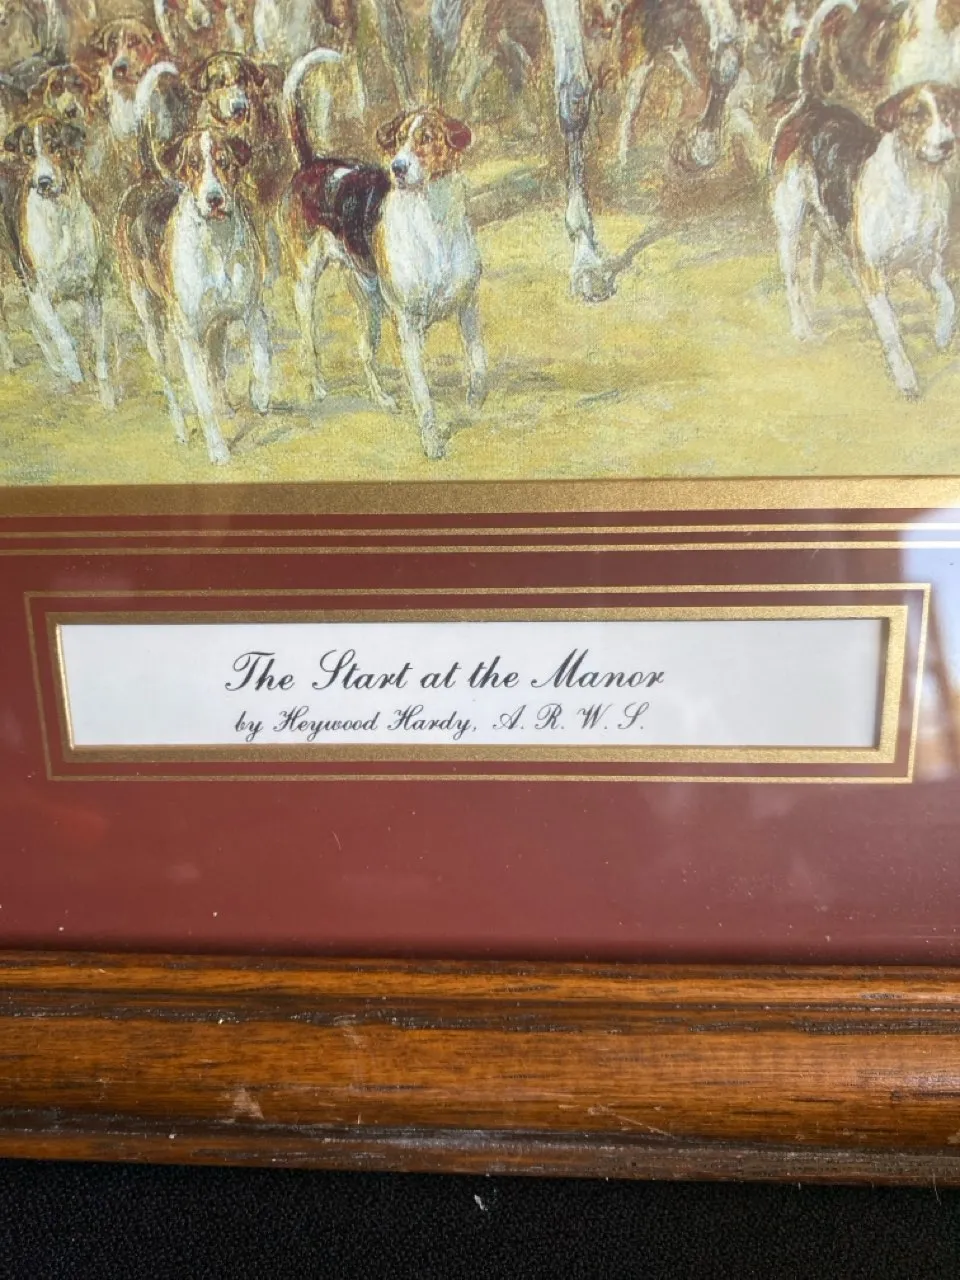 The Start at the Manor
by Heywood Hardy, A. R. W. S.